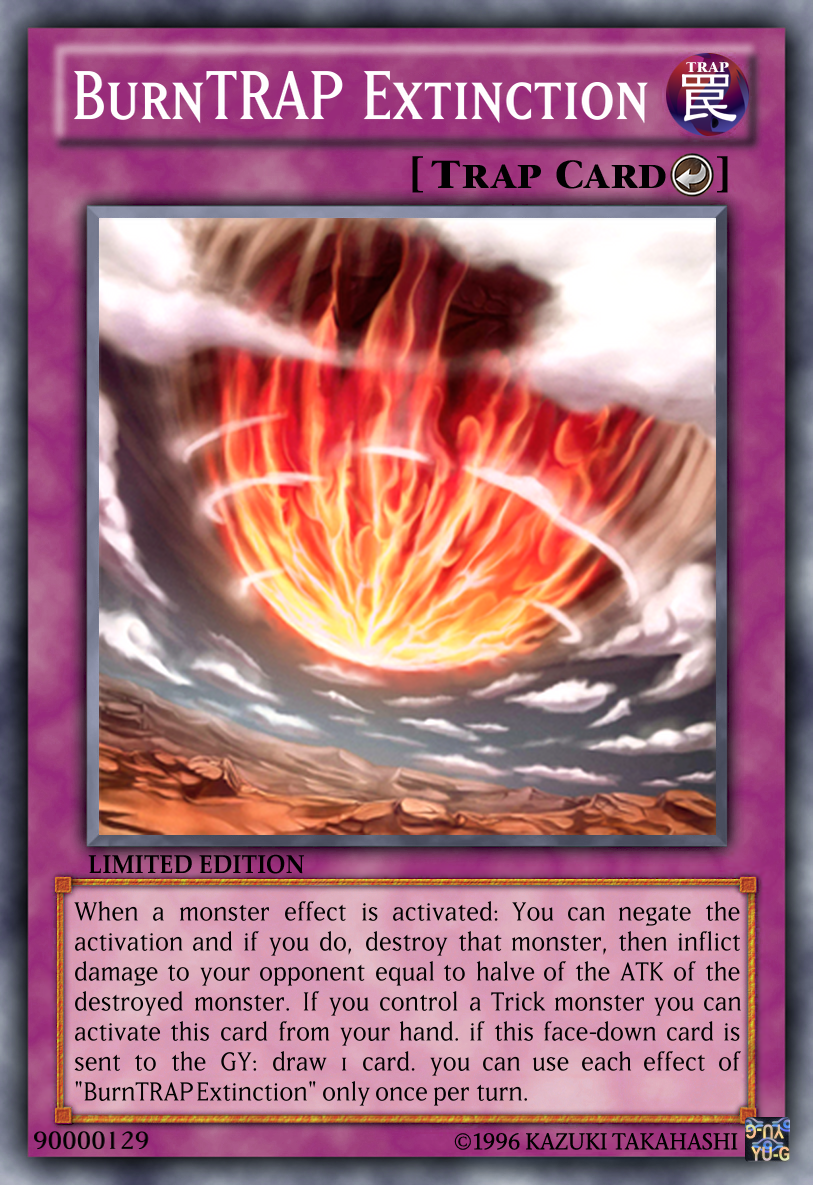 BurnTRAP Extinction
TRAP
罠
[ Trap Card ]
LIMITED EDITION
When a monster effect is activated: You can negate the
activation and if you do, destroy that monster, then inflict
damage to your opponent equal to halve of the ATK of the
destroyed monster. If you control a Trick monster you can
activate this card from your hand. if this face-down card is
sent to the GY: draw 1 card. you can use each effect of
"BurnTRAP Extinction" only once per turn.
90000129
©1996 KAZUKI TAKAHASHI
YU-G